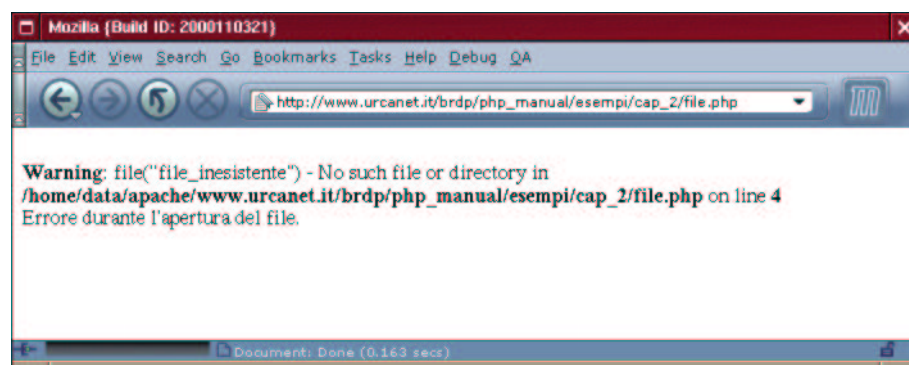 Mozilla {Build ID: 2000110321}
File Edit View Search Go Bookmarks Tasks Help Debug QA
http://www.urcanet.it/brdp/php_manual/esempi/cap_2/file.php
Warning: file("file_inesistente") - No such file or directory in
/home/data/apache/www.urcanet.it/brdp/php_manual/esempi/cap_2/file.php on line 4
Errore durante l'apertura del file.
Document: Done (0.163 secs)